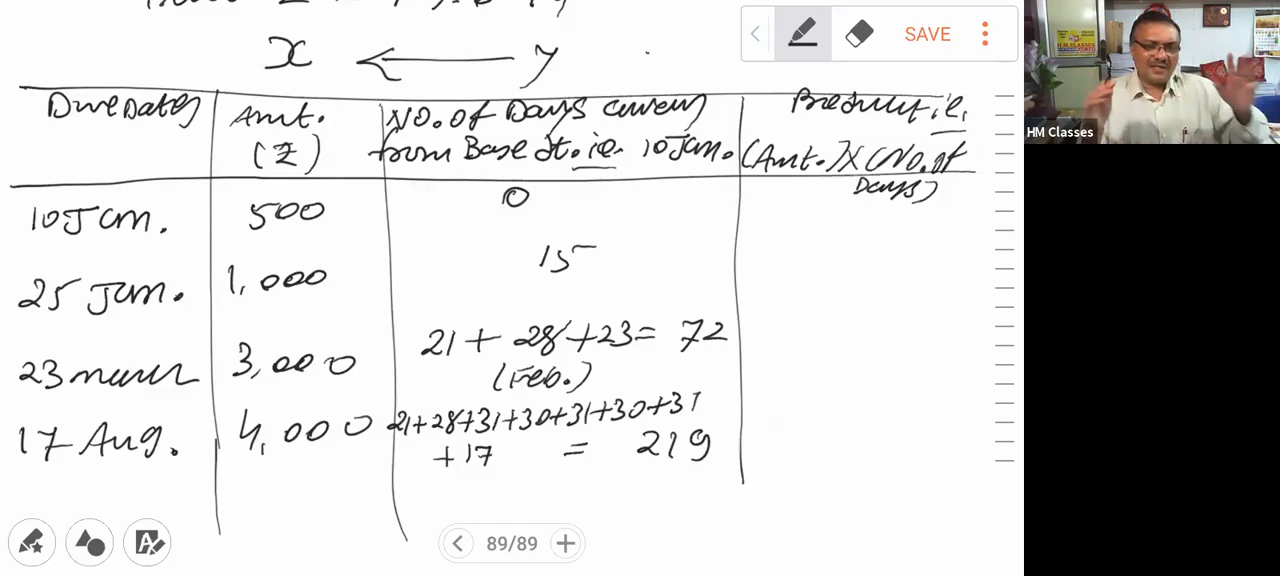 x ← y
SAVE
HM Classes
Due Dates
Amt.
(₹)
No. of Days
from Base dt. i.e. 10 Jan.
Product i.e.
(Amt.) X (No. of
Days)
10 Jan. 500 0
25 Jan. 1,000 15
23 march 3,000 21 + 28 + 23 = 72
(Feb.)
17 Aug. 4,000 21+28+31+30+31+30+31
+17 = 219
89/89